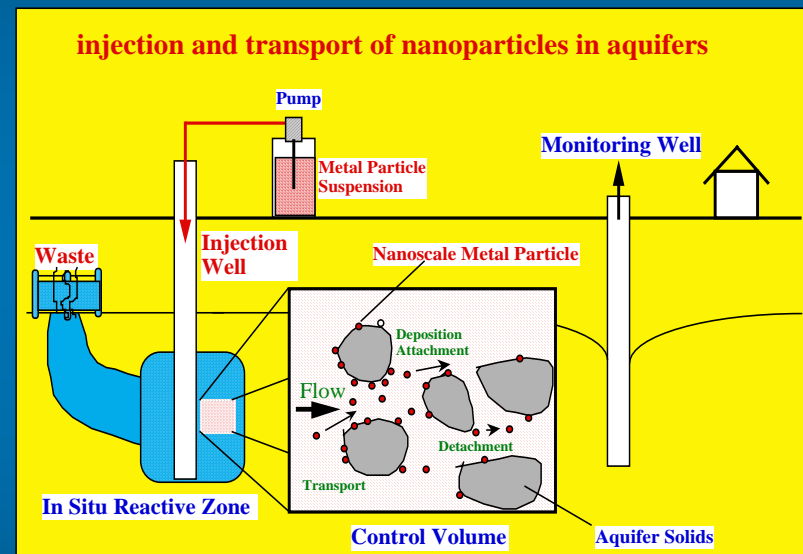 injection and transport of nanoparticles in aquifers
Pump
Metal Particle
Suspension
Monitoring Well
Injection
Well
Waste
Nanoscale Metal Particle
Deposition
Attachment
Flow
Detachment
Transport
In Situ Reactive Zone
Control Volume
Aquifer Solids